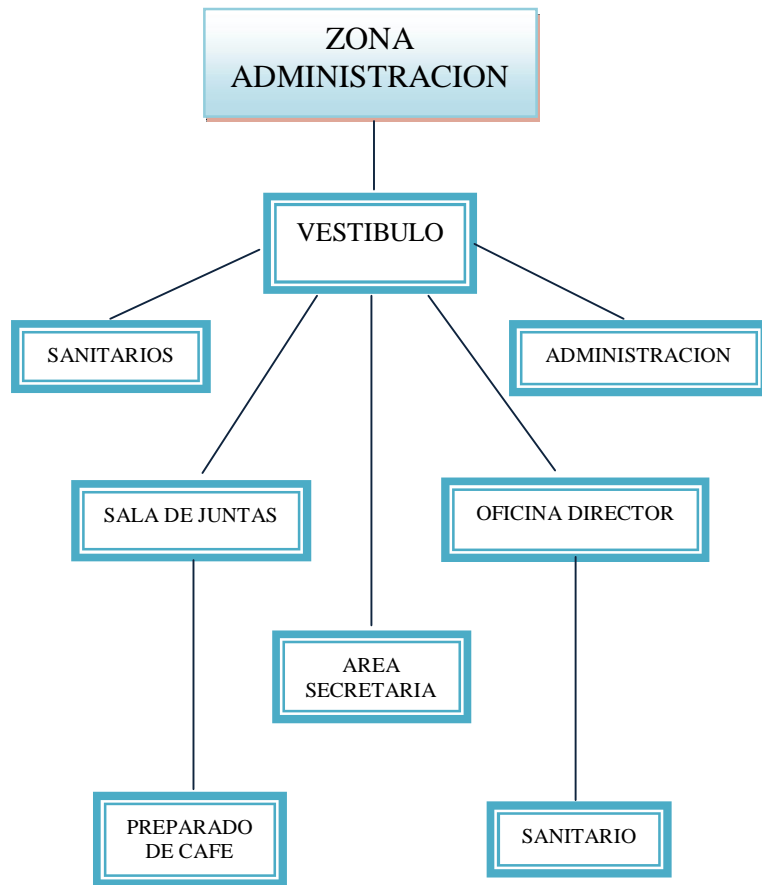 ZONA
ADMINISTRACION
VESTIBULO
SANITARIOS
ADMINISTRACION
SALA DE JUNTAS
OFICINA DIRECTOR
AREA
SECRETARIA
PREPARADO
DE CAFE
SANITARIO